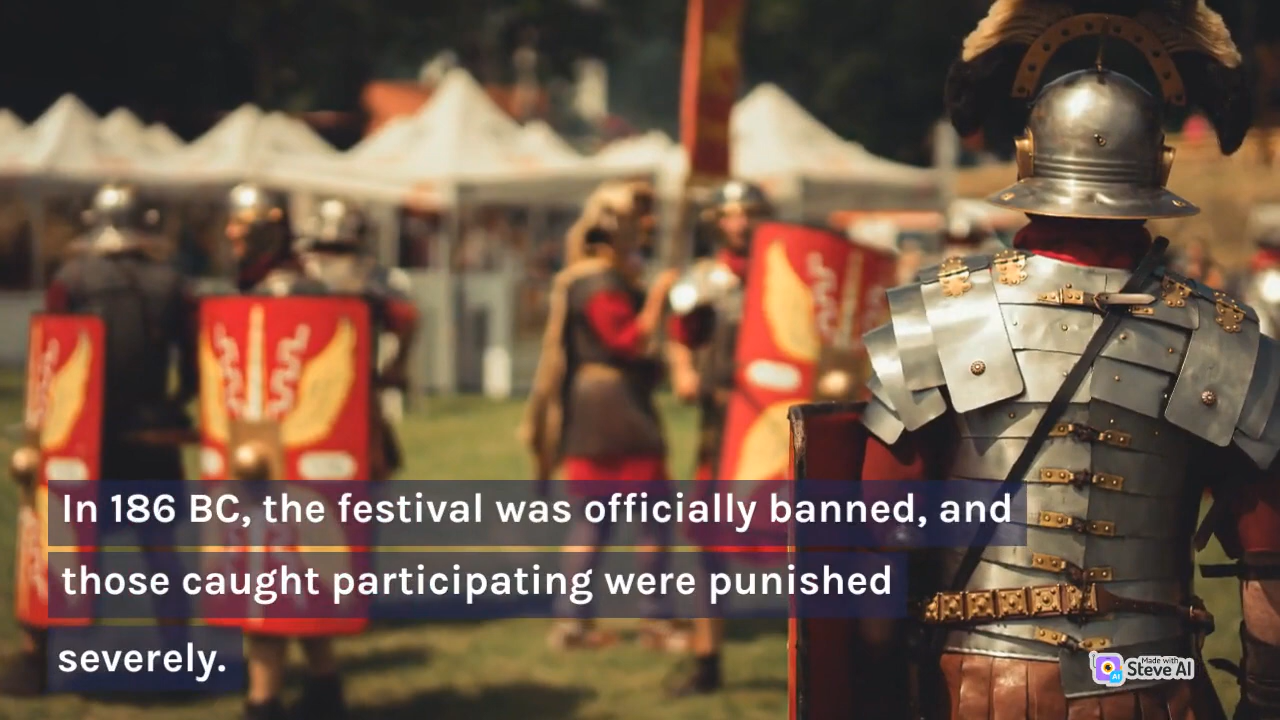 In 186 BC, the festival was officially banned, and
those caught participating were punished
severely.
Made with
Steve AI
AI